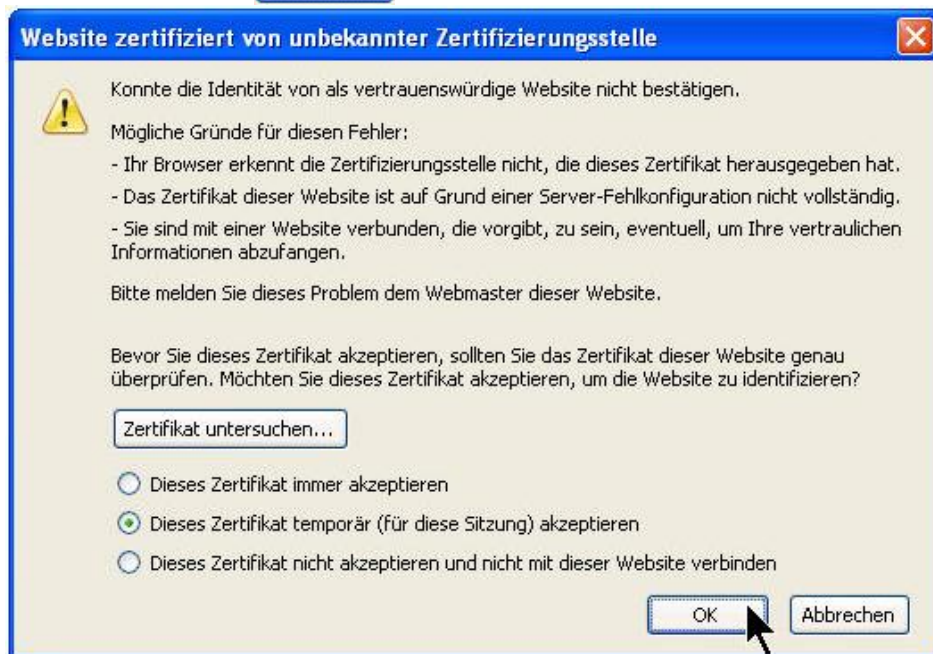 Website zertifiziert von unbekannter Zertifizierungsstelle
Konnte die Identität von als vertrauenswürdige Website nicht bestätigen.
Mögliche Gründe für diesen Fehler:
- Ihr Browser erkennt die Zertifizierungsstelle nicht, die dieses Zertifikat herausgegeben hat.
- Das Zertifikat dieser Website ist auf Grund einer Server-Fehlkonfiguration nicht vollständig.
- Sie sind mit einer Website verbunden, die vorgibt, zu sein, eventuell, um Ihre vertraulichen
Informationen abzufangen.
Bitte melden Sie dieses Problem dem Webmaster dieser Website.
Bevor Sie dieses Zertifikat akzeptieren, sollten Sie das Zertifikat dieser Website genau
überprüfen. Möchten Sie dieses Zertifikat akzeptieren, um die Website zu identifizieren?
Zertifikat untersuchen...
Dieses Zertifikat immer akzeptieren
Dieses Zertifikat temporär (für diese Sitzung) akzeptieren
Dieses Zertifikat nicht akzeptieren und nicht mit dieser Website verbinden
OK Abbrechen